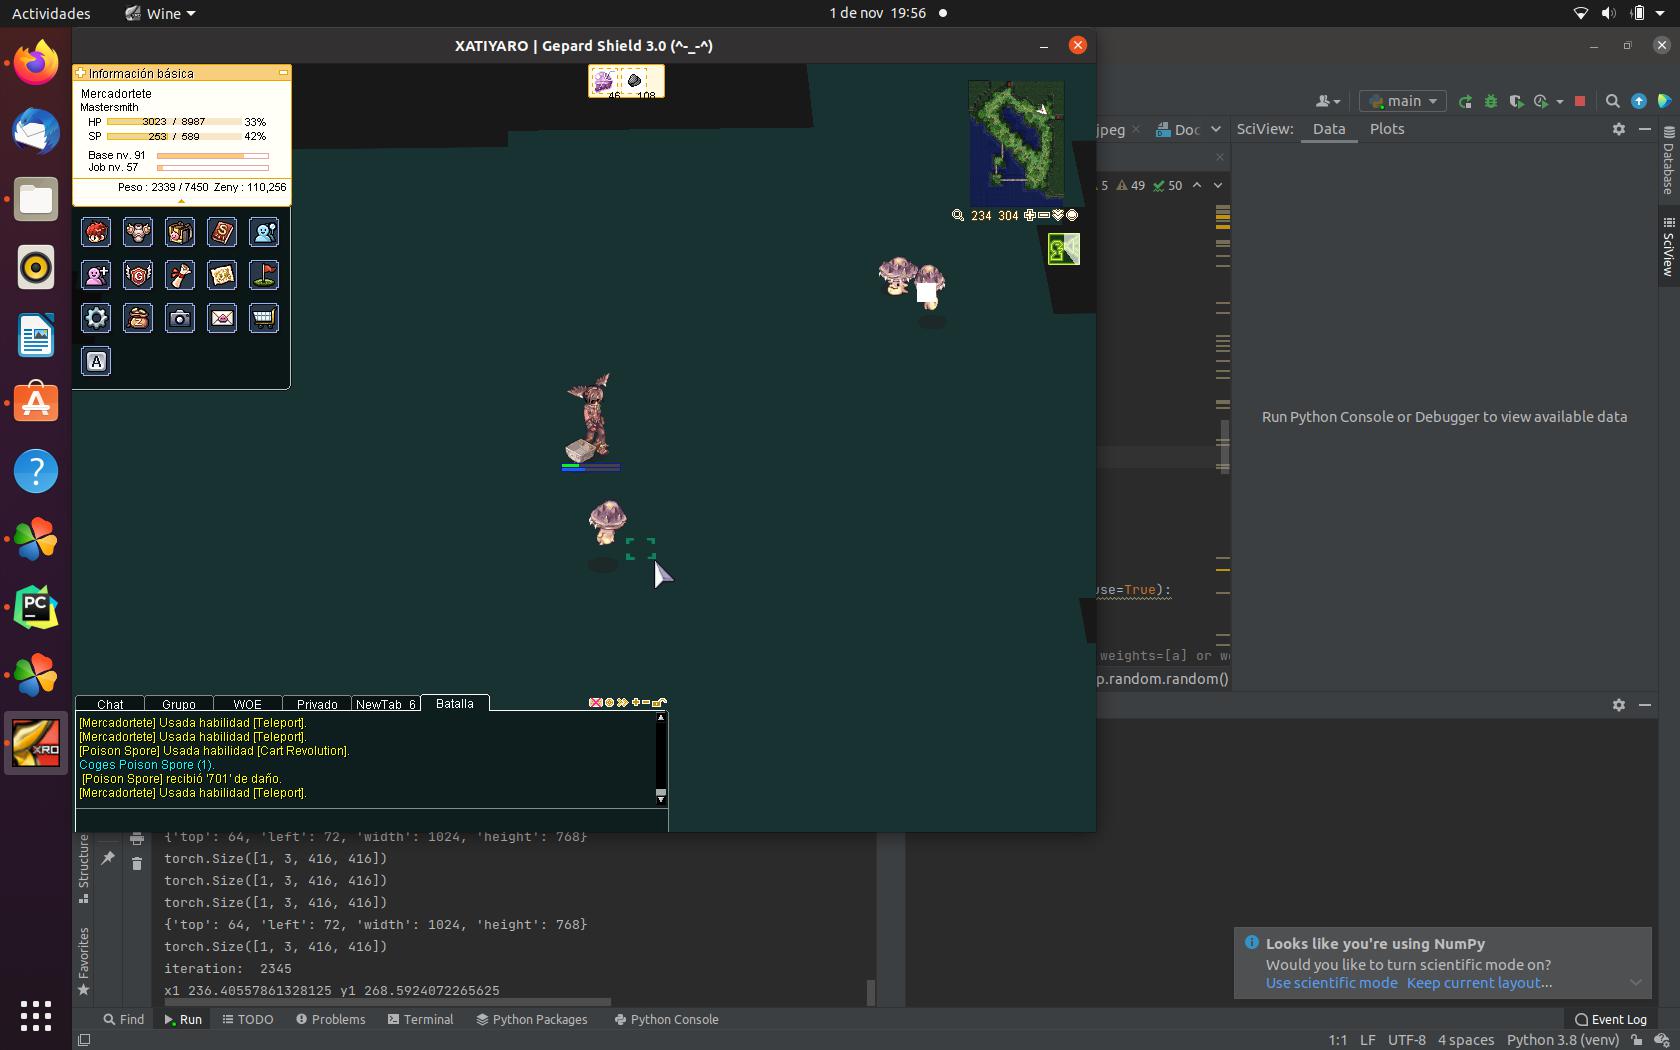 Actividades
Wine
1 de nov 19:56
XATIYARO | Gepard Shield 3.0 (^-_-^)
Información básica
Mercadortete
Mastersmith
HP 3023 / 8987 33%
SP 253 / 589 42%
Base nv. 91
Job nv. 57
Peso : 2339 / 7450 Zeny : 110,256
46 108
234 304
main
jpeg
Doc
SciView: Data Plots
5 49 50
Database
SciView
Run Python Console or Debugger to view available data
use=True):
weights=[a] or w
p.random.random()
Chat Grupo WOE Privado NewTab_6 Batalla
[Mercadortete] Usada habilidad [Teleport].
[Mercadortete] Usada habilidad [Teleport].
[Poison Spore] Usada habilidad [Cart Revolution].
Coges Poison Spore (1).
[Poison Spore] recibió '701' de daño.
[Mercadortete] Usada habilidad [Teleport].
{'top': 64, 'left': 72, 'width': 1024, 'height': 768}
torch.Size([1, 3, 416, 416])
torch.Size([1, 3, 416, 416])
torch.Size([1, 3, 416, 416])
{'top': 64, 'left': 72, 'width': 1024, 'height': 768}
torch.Size([1, 3, 416, 416])
iteration: 2345
x1 236.40557861328125 y1 268.5924072265625
Structure
Favorites
Looks like you're using NumPy
Would you like to turn scientific mode on?
Use scientific mode Keep current layout...
Find Run TODO Problems Terminal Python Packages Python Console
Event Log
1:1 LF UTF-8 4 spaces Python 3.8 (venv)
PC
XRO
A